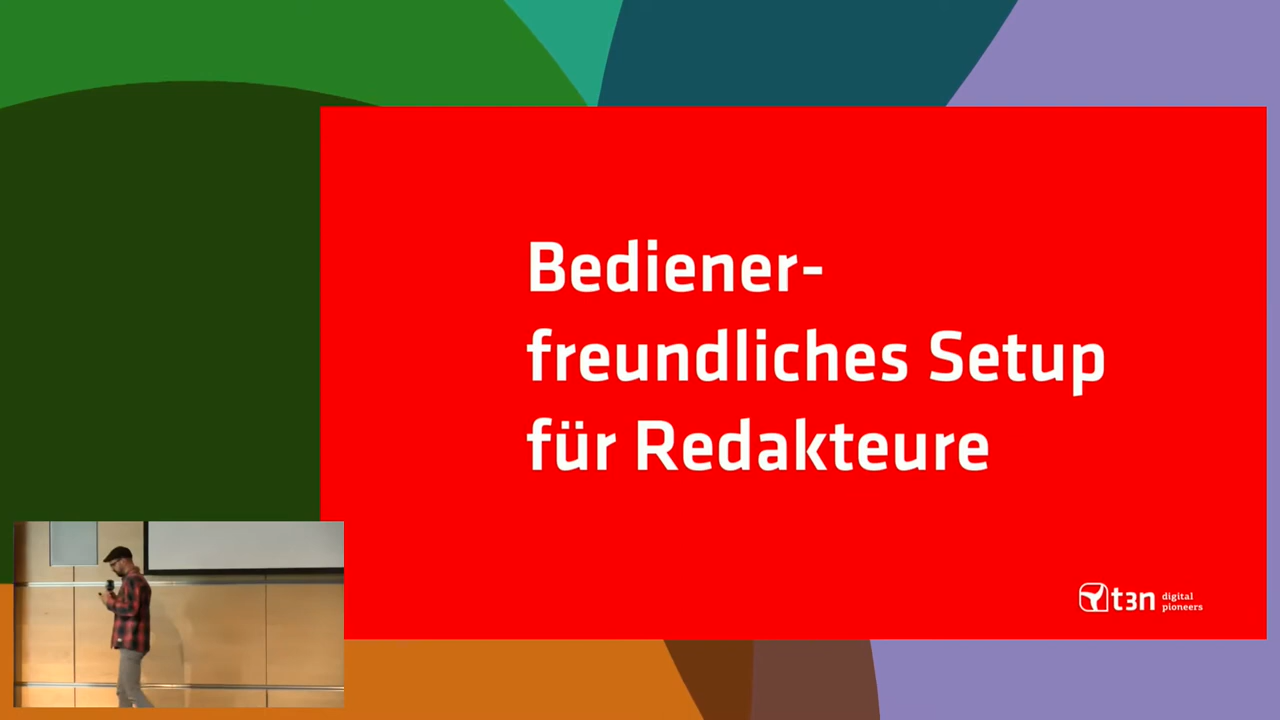 Bediener-
freundliches Setup
für Redakteure
t3n digital
pioneers